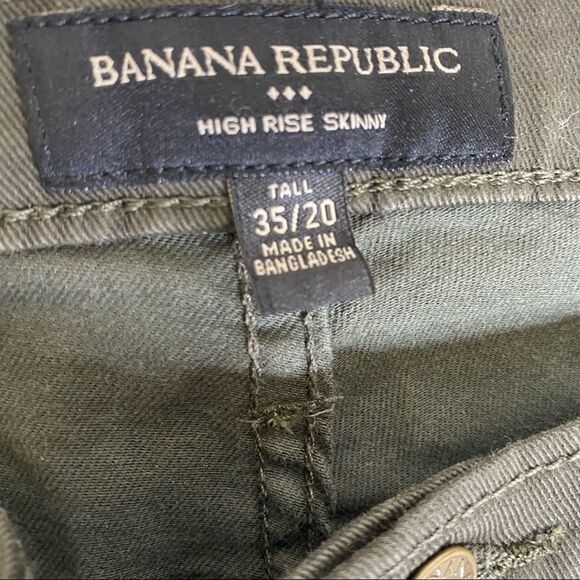 BANANA REPUBLIC
HIGH RISE SKINNY
TALL
35/20
MADE IN
BANGLADESH